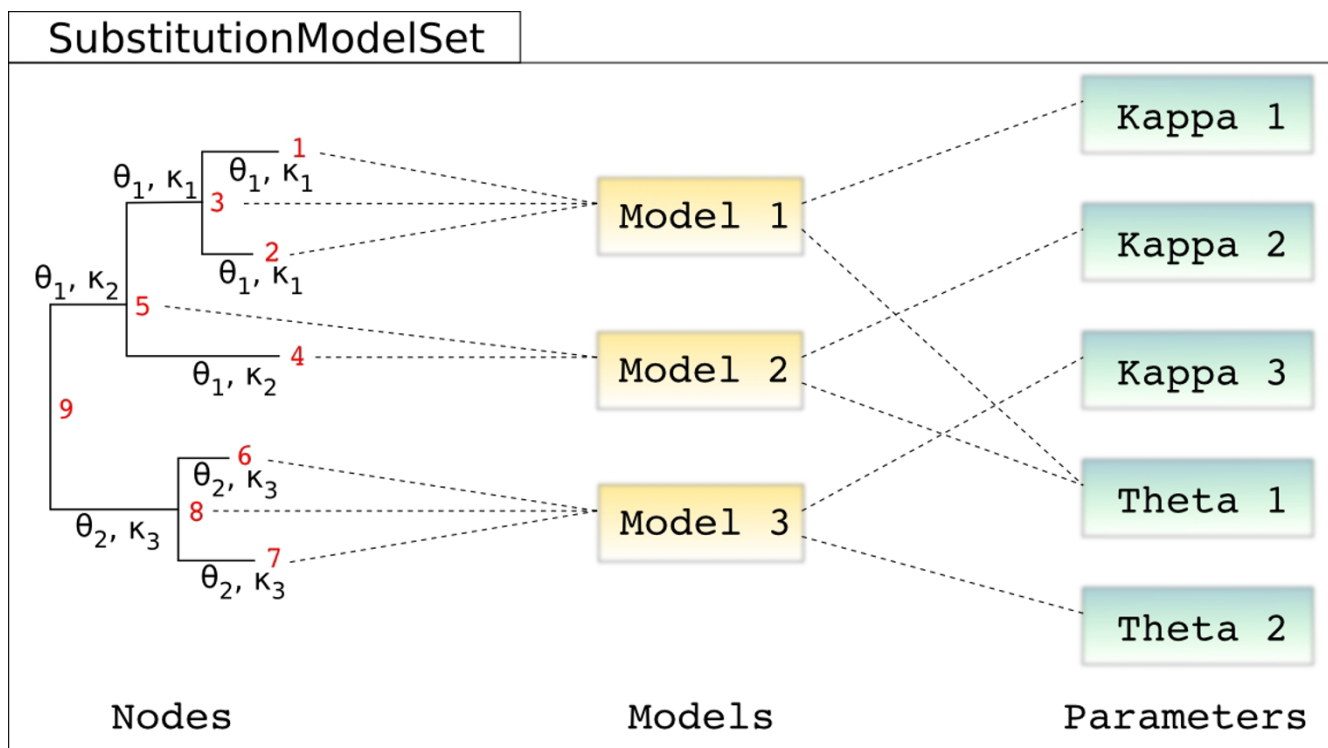 SubstitutionModelSet
Kappa 1
1
θ1, κ1
θ1, κ1
3
Model 1
2
Kappa 2
θ1, κ1
θ1, κ2
5
4
Model 2
Kappa 3
θ1, κ2
9
6
θ2, κ3
Theta 1
8
Model 3
θ2, κ3
7
θ2, κ3
Theta 2
Nodes
Models
Parameters